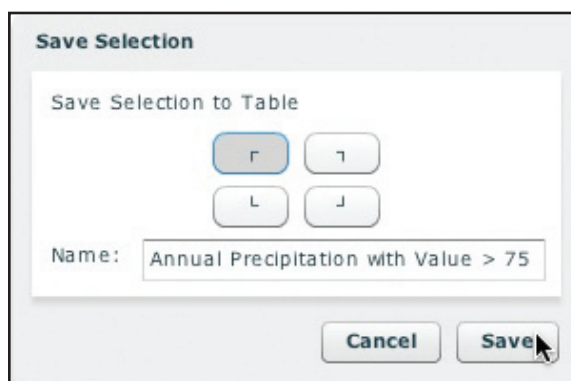 Save Selection
Save Selection to Table
┌ ┐
└ ┘
Name: Annual Precipitation with Value > 75
Cancel Save